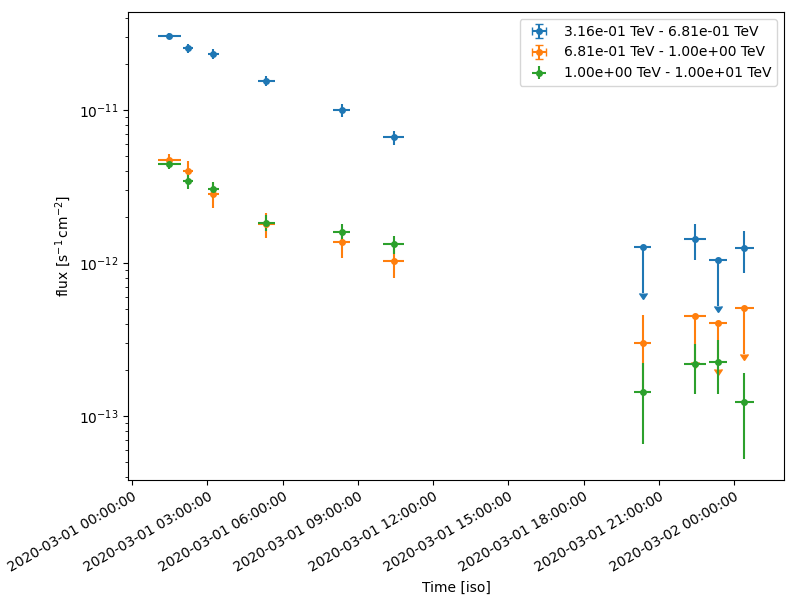 3.16e-01 TeV - 6.81e-01 TeV
6.81e-01 TeV - 1.00e+00 TeV
1.00e+00 TeV - 1.00e+01 TeV
flux [s⁻¹ cm⁻²]
10⁻¹¹
10⁻¹²
10⁻¹³
2020-03-01 00:00:00
2020-03-01 03:00:00
2020-03-01 06:00:00
2020-03-01 09:00:00
2020-03-01 12:00:00
2020-03-01 15:00:00
2020-03-01 18:00:00
2020-03-01 21:00:00
2020-03-02 00:00:00
Time [iso]